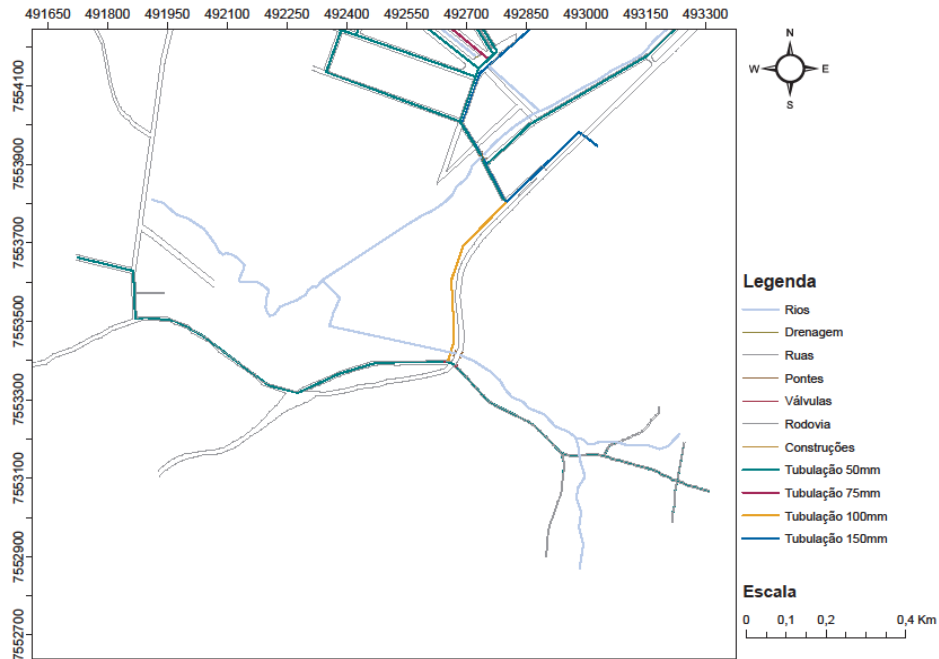 491650 491950 492100 492250 492400 492550 492700 492850 493000 493150 493300
7554100
7553900
7553700
7553500
7553300
7553100
7552900
7552700
N
W E
S
Legenda
Rios
Drenagem
Ruas
Pontes
Válvulas
Rodovia
Construções
Tubulação 50mm
Tubulação 75mm
Tubulação 100mm
Tubulação 150mm
Escala
0 0,1 0,2 0,4 Km